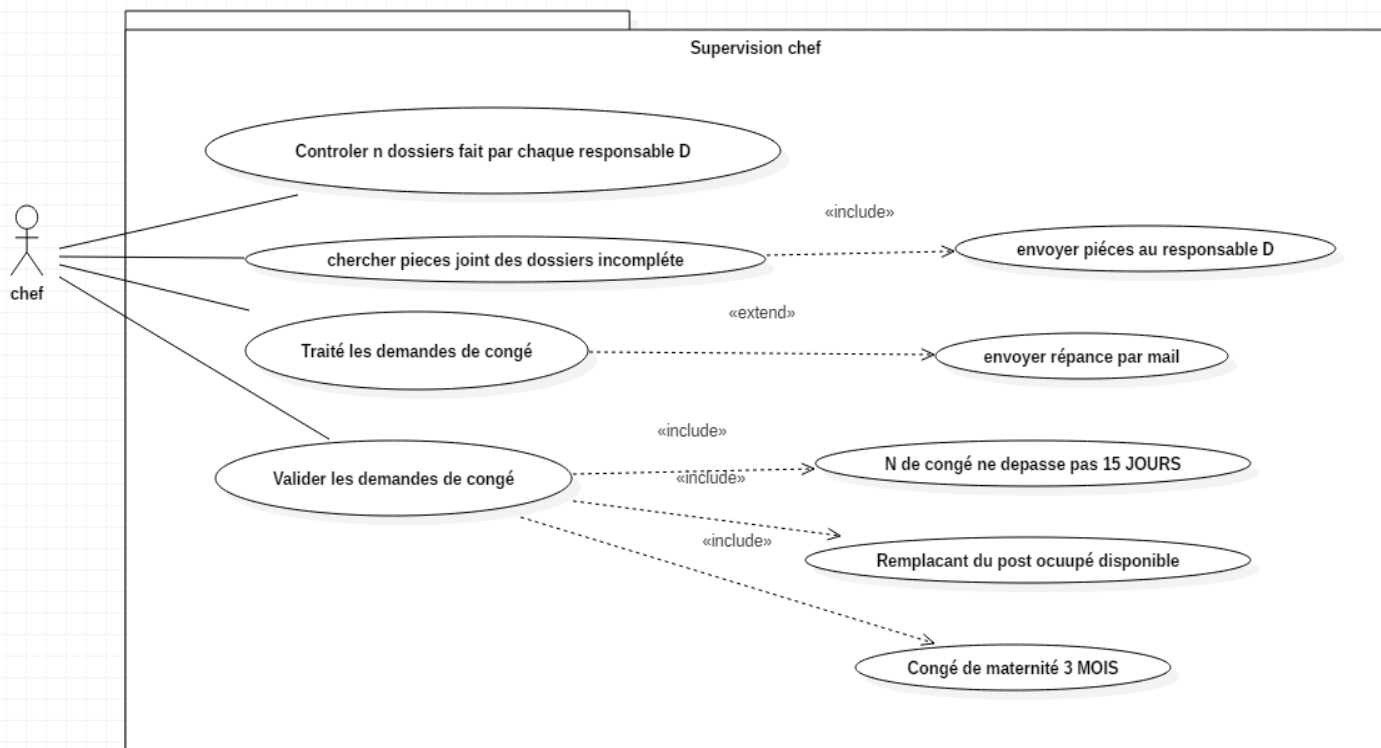 Supervision chef
Controler n dossiers fait par chaque responsable D
«include»
chercher pieces joint des dossiers incompléte
envoyer piéces au responsable D
chef
«extend»
Traité les demandes de congé
envoyer répance par mail
«include»
Valider les demandes de congé
N de congé ne depasse pas 15 JOURS
«include»
«include»
Remplacant du post ocuupé disponible
Congé de maternité 3 MOIS